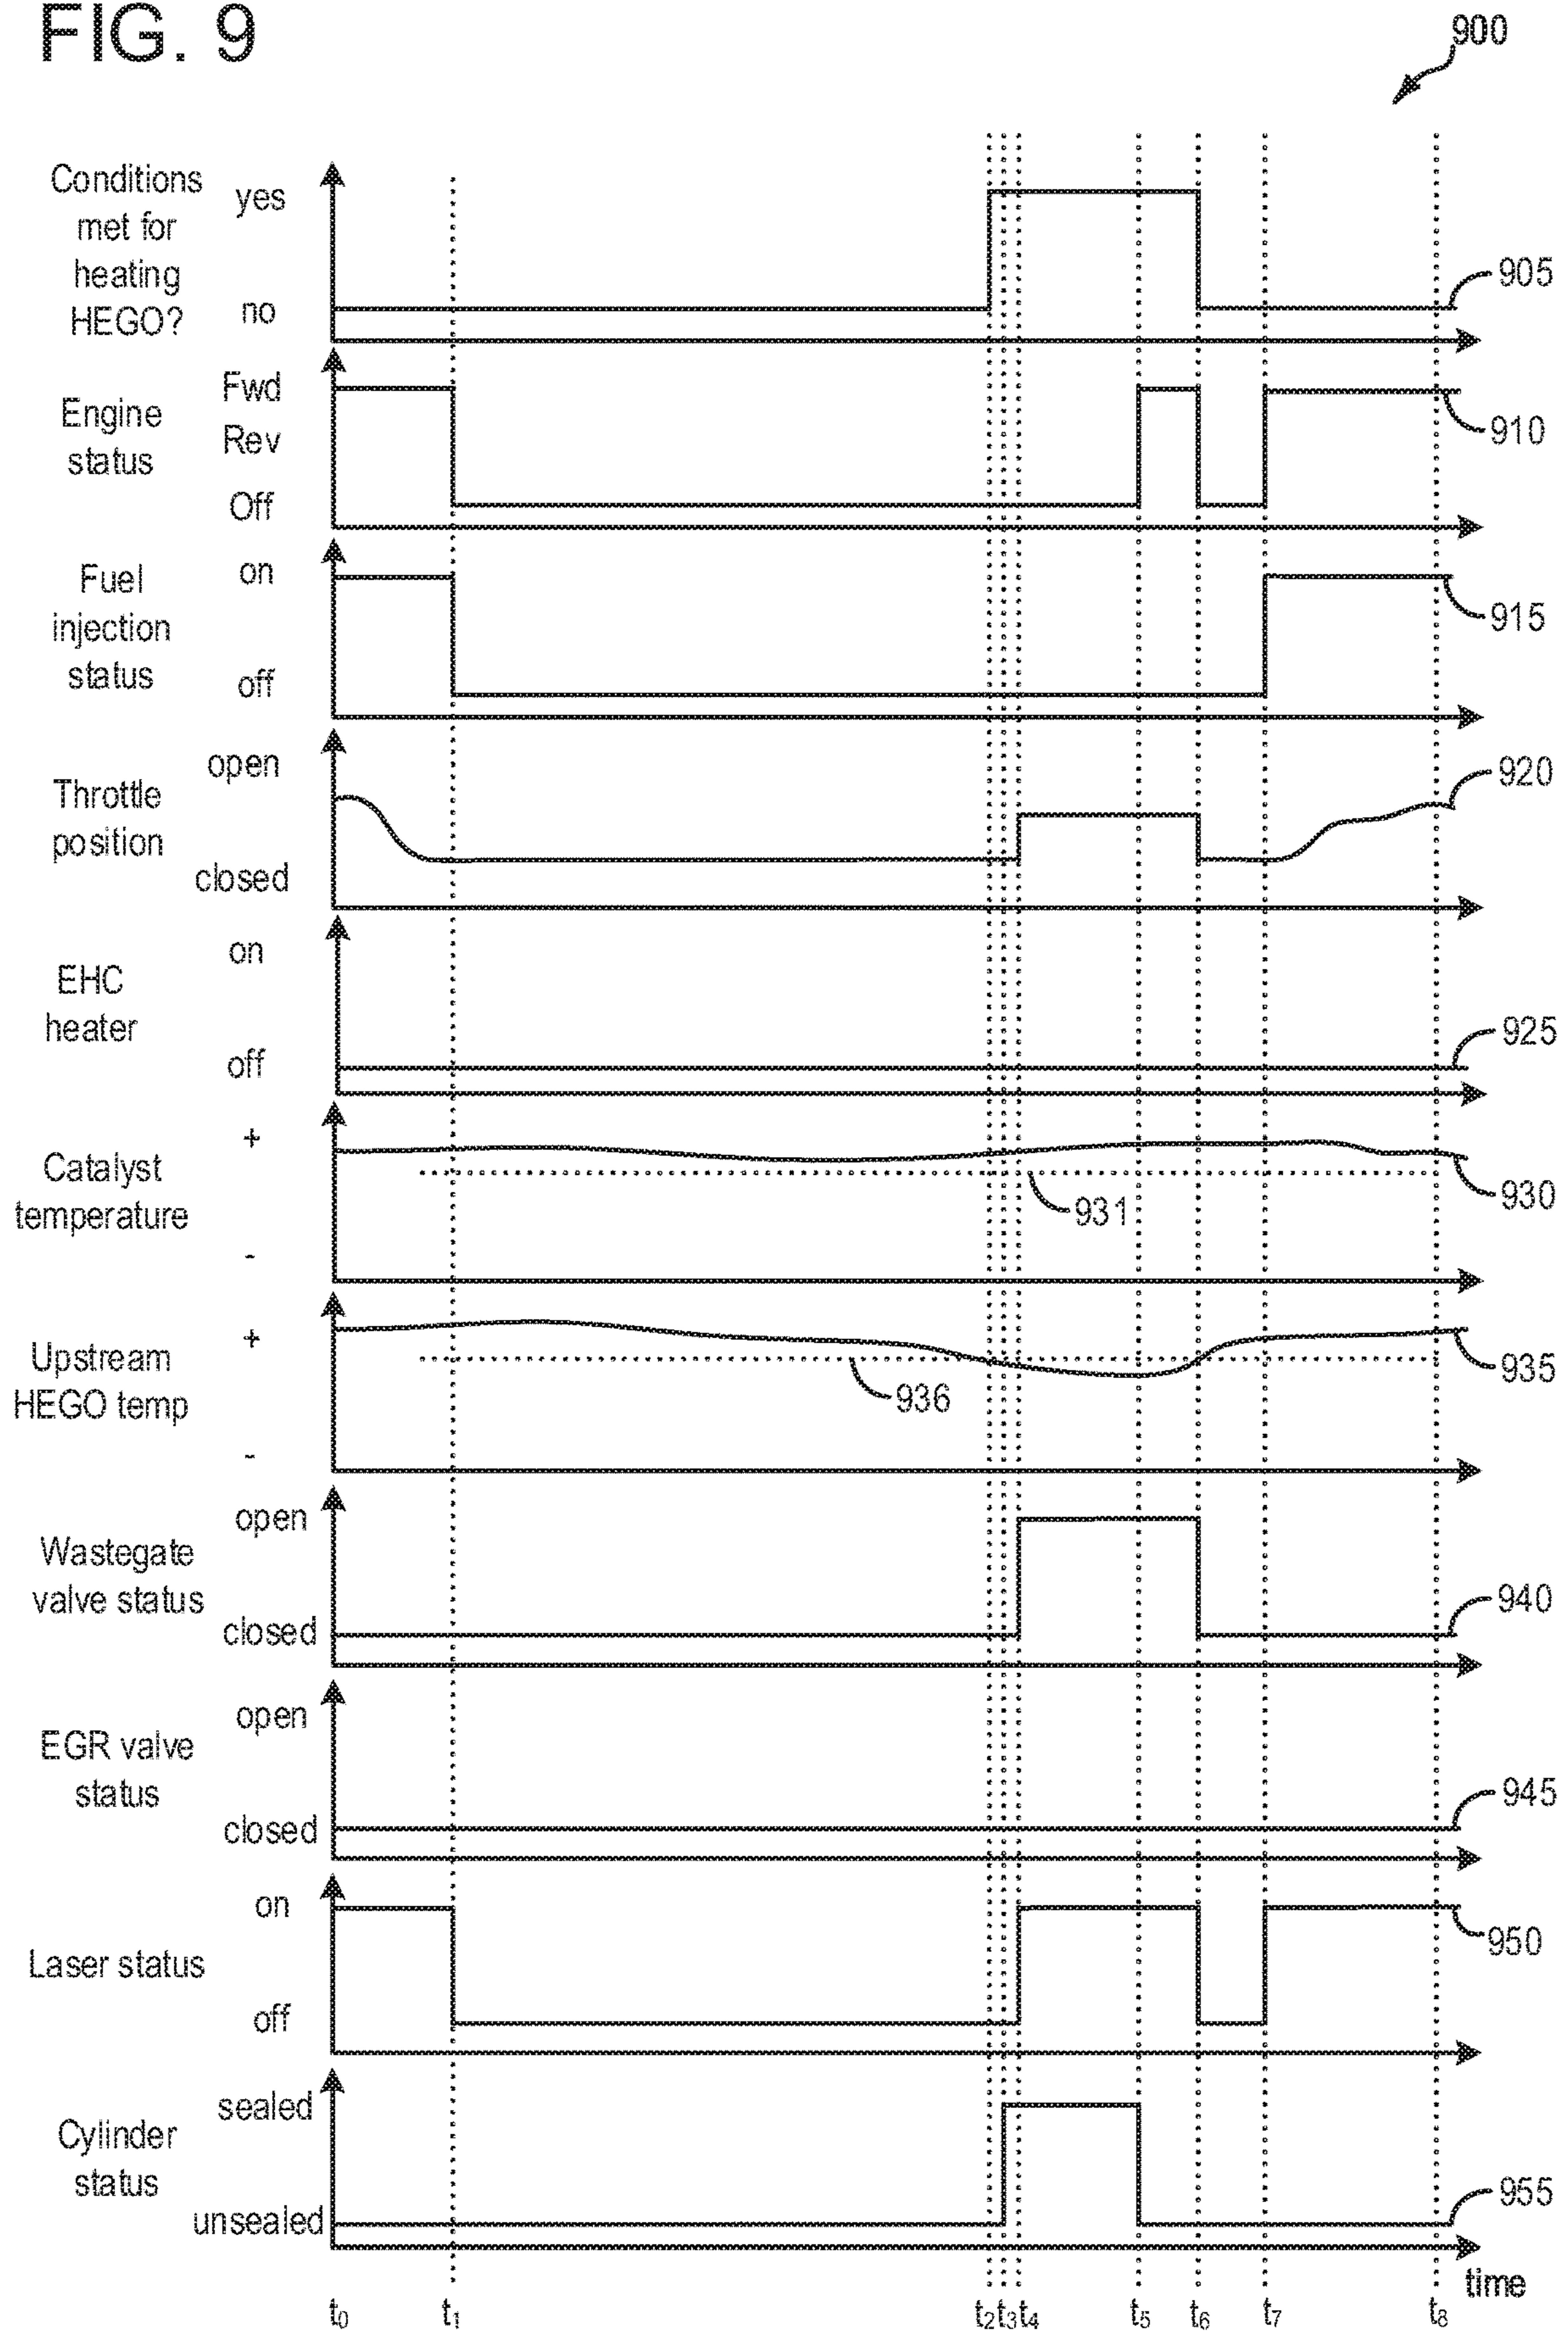 FIG. 9
900
Conditions
met for
heating
HEGO?
yes
no
905
Engine
status
Fwd
Rev
Off
910
Fuel
injection
status
on
off
915
Throttle
position
open
closed
920
EHC
heater
on
off
925
Catalyst
temperature
+
-
931
930
Upstream
HEGO temp
+
-
936
935
Wastegate
valve status
open
closed
940
EGR valve
status
open
closed
945
Laser status
on
off
950
Cylinder
status
sealed
unsealed
955
time
t0 t1 t2 t3 t4 t5 t6 t7 t8